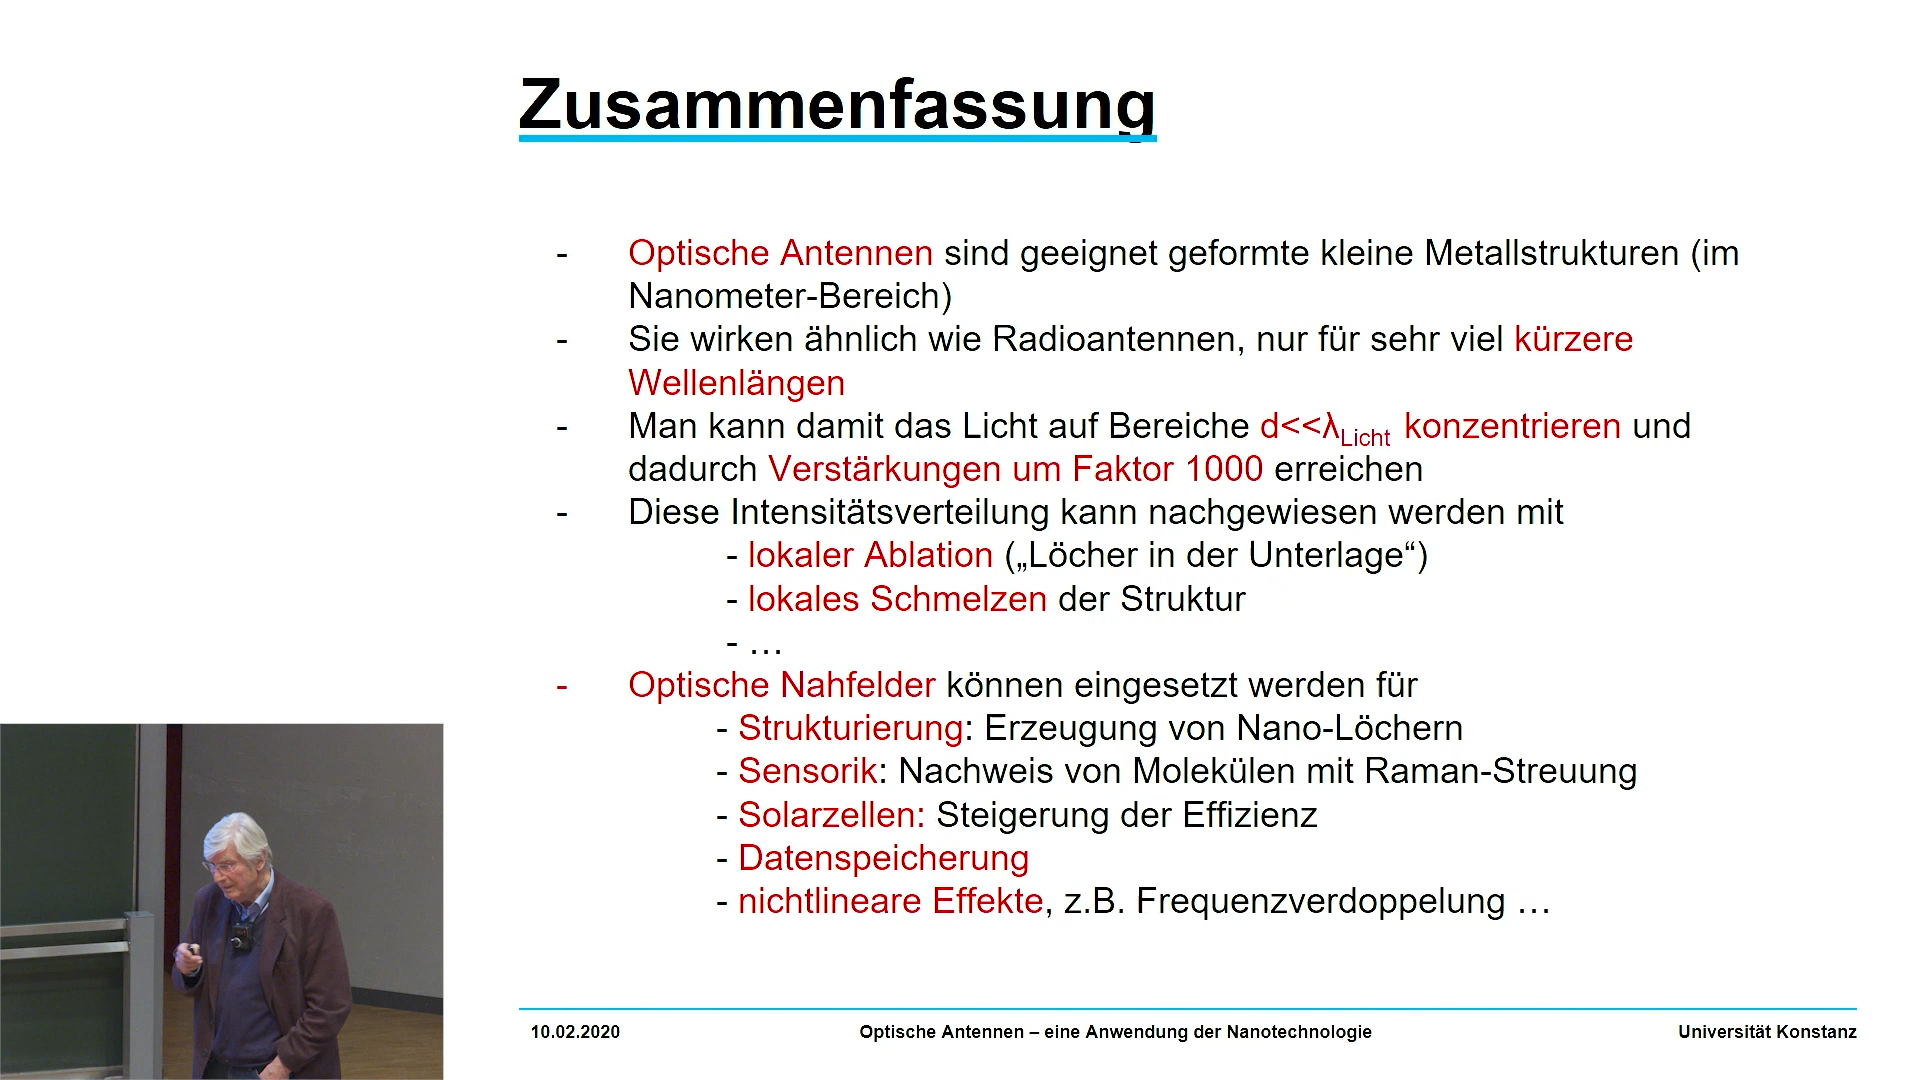 Zusammenfassung
- Optische Antennen sind geeignet geformte kleine Metallstrukturen (im
Nanometer-Bereich)
- Sie wirken ähnlich wie Radioantennen, nur für sehr viel kürzere
Wellenlängen
- Man kann damit das Licht auf Bereiche d<<λLicht konzentrieren und
dadurch Verstärkungen um Faktor 1000 erreichen
- Diese Intensitätsverteilung kann nachgewiesen werden mit
- lokaler Ablation („Löcher in der Unterlage“)
- lokales Schmelzen der Struktur
- …
- Optische Nahfelder können eingesetzt werden für
- Strukturierung: Erzeugung von Nano-Löchern
- Sensorik: Nachweis von Molekülen mit Raman-Streuung
- Solarzellen: Steigerung der Effizienz
- Datenspeicherung
- nichtlineare Effekte, z.B. Frequenzverdoppelung …
10.02.2020 Optische Antennen – eine Anwendung der Nanotechnologie Universität Konstanz